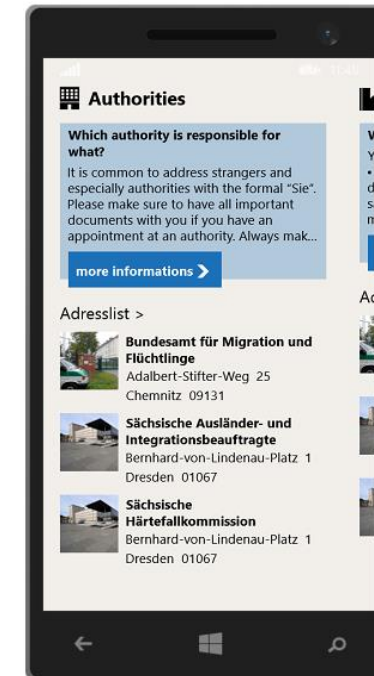 Authorities
Which authority is responsible for
what?
It is common to address strangers and
especially authorities with the formal “Sie”.
Please make sure to have all important
documents with you if you have an
appointment at an authority. Always mak...
more informations
Adresslist >
Bundesamt für Migration und
Flüchtlinge
Adalbert-Stifter-Weg 25
Chemnitz 09131
Sächsische Ausländer- und
Integrationsbeauftragte
Bernhard-von-Lindenau-Platz 1
Dresden 01067
Sächsische
Härtefallkommission
Bernhard-von-Lindenau-Platz 1
Dresden 01067